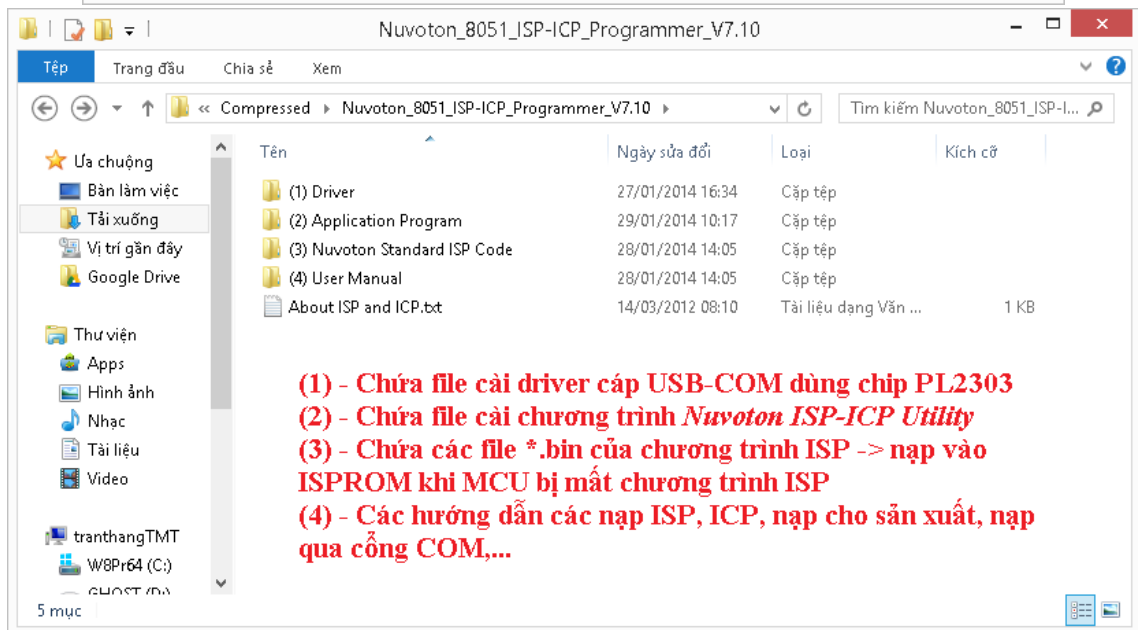 Nuvoton_8051_ISP-ICP_Programmer_V7.10
Tệp Trang đầu Chia sẻ Xem
« Compressed Nuvoton_8051_ISP-ICP_Programmer_V7.10 Tìm kiếm Nuvoton_8051_ISP-I...
Tên Ngày sửa đổi Loại Kích cỡ
Ưa chuộng
Bàn làm việc
Tải xuống
Vị trí gần đây
Google Drive
Thư viện
Apps
Hình ảnh
Nhạc
Tài liệu
Video
tranthangTMT
W8Pr64 (C:)
GHOST (D:)
(1) Driver 27/01/2014 16:34 Cặp tệp
(2) Application Program 29/01/2014 10:17 Cặp tệp
(3) Nuvoton Standard ISP Code 28/01/2014 14:05 Cặp tệp
(4) User Manual 28/01/2014 14:05 Cặp tệp
About ISP and ICP.txt 14/03/2012 08:10 Tài liệu dạng Văn ... 1 KB
(1) - Chứa file cài driver cáp USB-COM dùng chip PL2303
(2) - Chứa file cài chương trình Nuvoton ISP-ICP Utility
(3) - Chứa các file *.bin của chương trình ISP -> nạp vào
ISPROM khi MCU bị mất chương trình ISP
(4) - Các hướng dẫn các nạp ISP, ICP, nạp cho sản xuất, nạp
qua cổng COM,...
5 mục